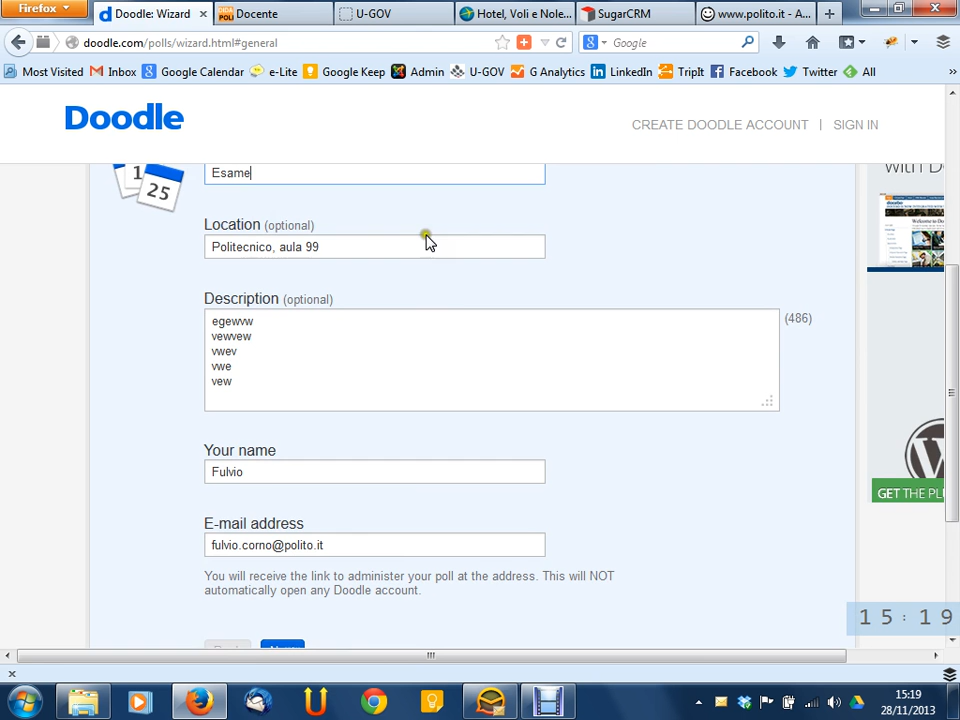 Firefox
Doodle: Wizard
Docente
U-GOV
Hotel, Voli e Nole...
SugarCRM
www.polito.it - A...
doodle.com/polls/wizard.html#general
Google
Most Visited
Inbox
Google Calendar
e-Lite
Google Keep
Admin
U-GOV
G Analytics
LinkedIn
TripIt
Facebook
Twitter
All
Doodle
CREATE DOODLE ACCOUNT | SIGN IN
Esame
1
25
Location (optional)
Politecnico, aula 99
Description (optional)
egewvw
vewvew
vwev
vwe
vew
(486)
Your name
Fulvio
GET THE PL
E-mail address
fulvio.corno@polito.it
You will receive the link to administer your poll at the address. This will NOT
automatically open any Doodle account.
15:19
15:19
28/11/2013